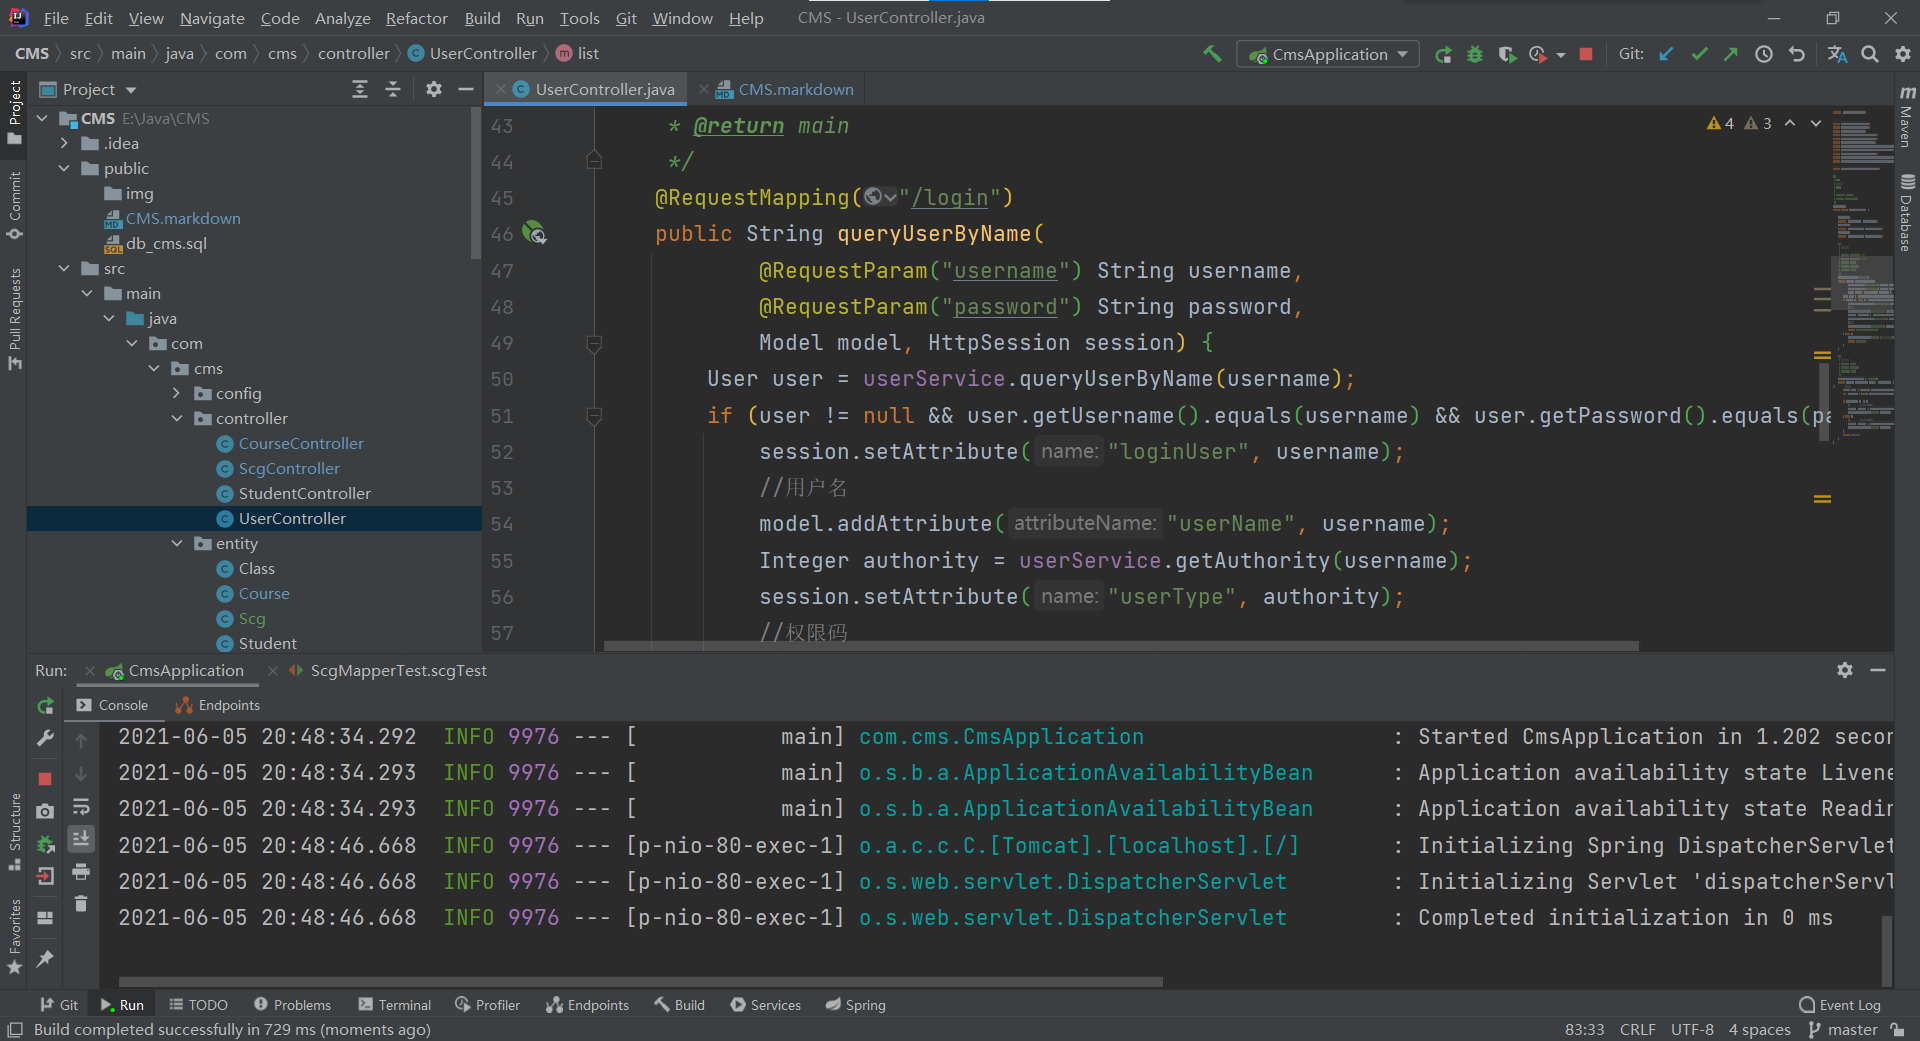 File Edit View Navigate Code Analyze Refactor Build Run Tools Git Window Help CMS - UserController.java
CMS src main java com cms controller UserController list
CmsApplication Git:
Project
UserController.java CMS.markdown
CMS E:\Java\CMS
.idea
public
img
CMS.markdown
db_cms.sql
src
main
java
com
cms
config
controller
CourseController
ScgController
StudentController
UserController
entity
Class
Course
Scg
Student
4 3
43 * @return main
44 */
45 @RequestMapping("/login")
46 public String queryUserByName(
47 @RequestParam("username") String username,
48 @RequestParam("password") String password,
49 Model model, HttpSession session) {
50 User user = userService.queryUserByName(username);
51 if (user != null && user.getUsername().equals(username) && user.getPassword().equals(pa
52 session.setAttribute( name: "loginUser", username);
53 //用户名
54 model.addAttribute( attributeName: "userName", username);
55 Integer authority = userService.getAuthority(username);
56 session.setAttribute( name: "userType", authority);
57 //权限码
Project
Commit
Pull Requests
Structure
Favorites
Maven
Database
Run: CmsApplication ScgMapperTest.scgTest
Console Endpoints
2021-06-05 20:48:34.292 INFO 9976 --- [ main] com.cms.CmsApplication : Started CmsApplication in 1.202 secon
2021-06-05 20:48:34.293 INFO 9976 --- [ main] o.s.b.a.ApplicationAvailabilityBean : Application availability state Livene
2021-06-05 20:48:34.293 INFO 9976 --- [ main] o.s.b.a.ApplicationAvailabilityBean : Application availability state Readin
2021-06-05 20:48:46.668 INFO 9976 --- [p-nio-80-exec-1] o.a.c.c.C.[Tomcat].[localhost].[/] : Initializing Spring DispatcherServlet
2021-06-05 20:48:46.668 INFO 9976 --- [p-nio-80-exec-1] o.s.web.servlet.DispatcherServlet : Initializing Servlet 'dispatcherServl
2021-06-05 20:48:46.668 INFO 9976 --- [p-nio-80-exec-1] o.s.web.servlet.DispatcherServlet : Completed initialization in 0 ms
Git Run TODO Problems Terminal Profiler Endpoints Build Services Spring Event Log
Build completed successfully in 729 ms (moments ago) 83:33 CRLF UTF-8 4 spaces master